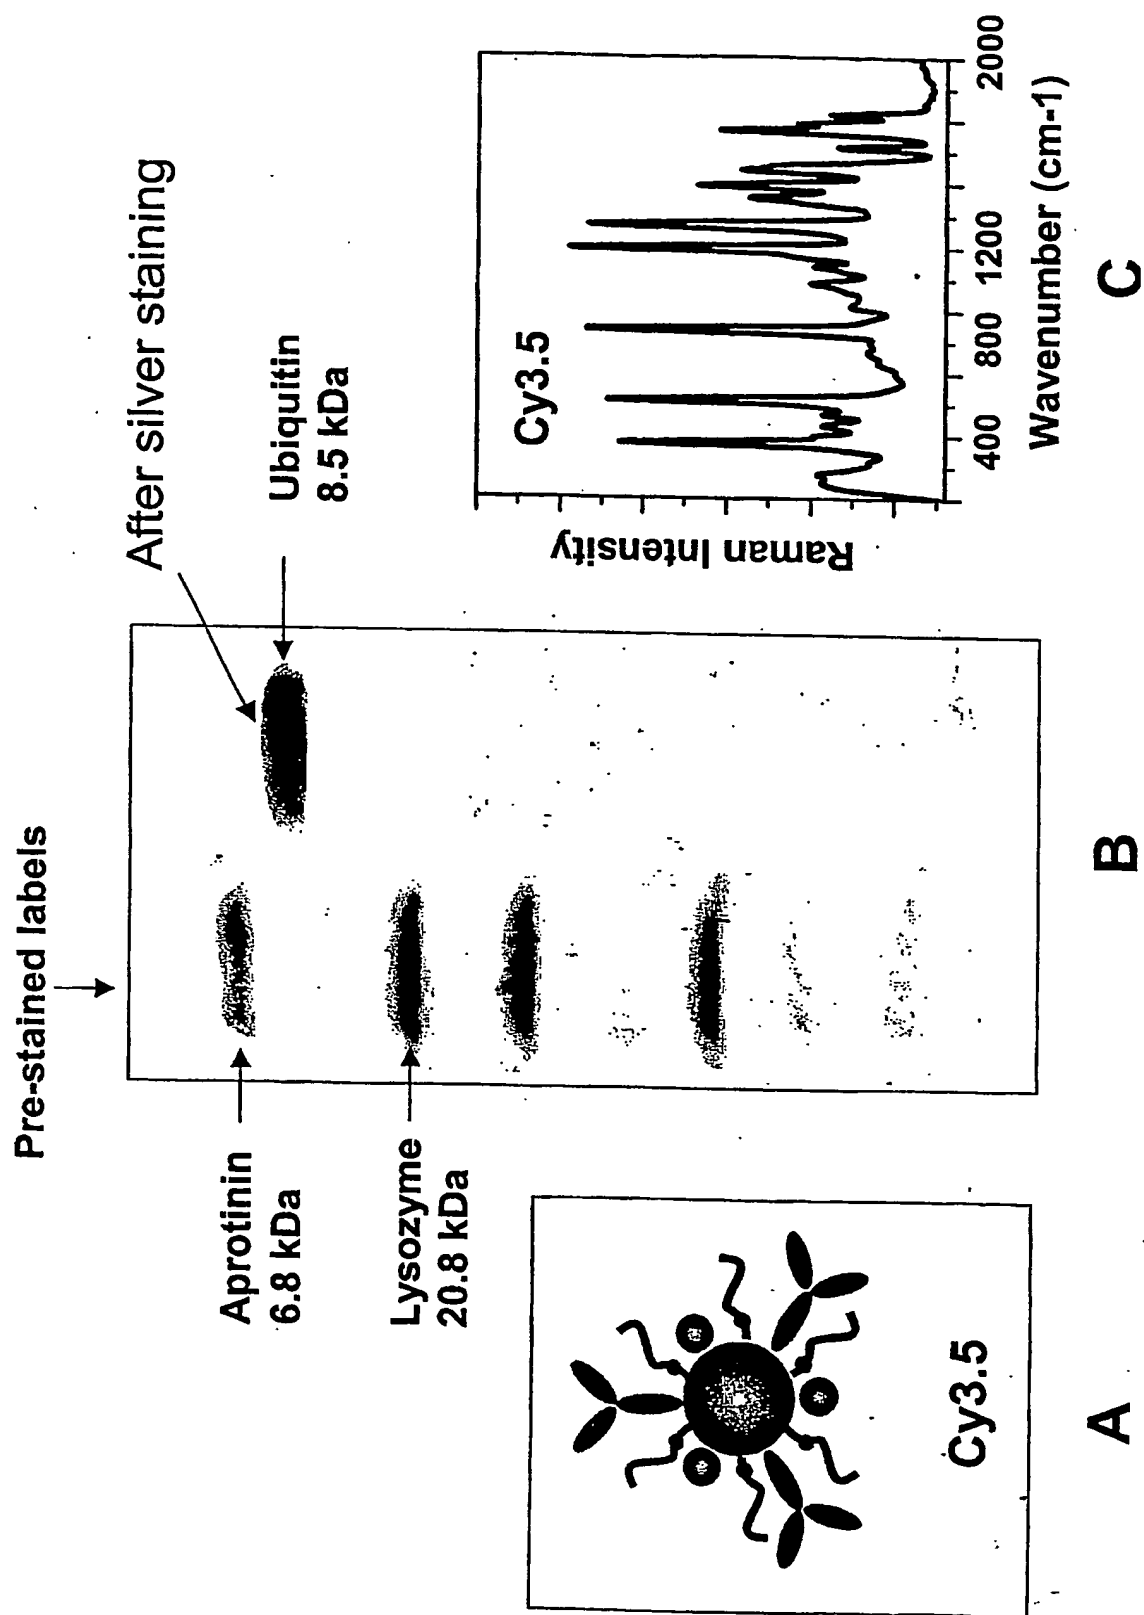 Pre-stained labels
After silver staining
Aprotinin
6.8 kDa
Ubiquitin
8.5 kDa
Lysozyme
20.8 kDa
Cy3.5
A
B
Cy3.5
Raman Intensity
400
800
1200
2000
Wavenumber (cm-1)
C